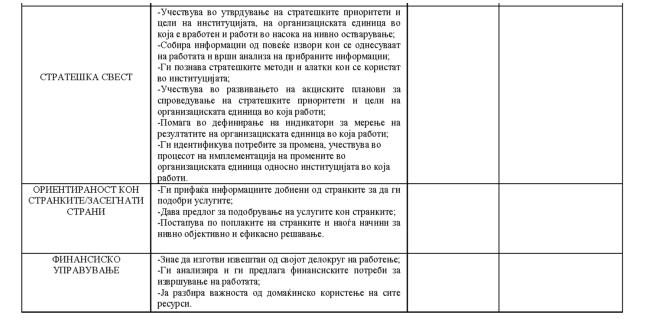 СТРАТЕШКА СВЕСТ
-Учествува во утврдување на стратешките приоритети и
цели на институцијата, на организациската единица во
која е вработен и работи во насока на нивно остварување;
-Собира информации од повеќе извори кои се однесуваат
на работата и врши анализа на прибраните информации;
-Ги познава стратешките методи и алатки кои се користат
во институцијата;
-Учествува во развивањето на акциските планови за
спроведување на стратешките приоритети и цели на
организациската единица во која работи;
-Помага во дефинирање на индикатори за мерење на
резултатите на организациската единица во која работи;
-Ги идентификува потребите за промена, учествува во
процесот на имплементација на промените во
организациската единица односно институцијата во која
работи.
ОРИЕНТИРАНОСТ КОН
СТРАНКИТЕ/ЗАСЕГНАТИ
СТРАНИ
-Ги прифаќа информациите добиени од странките за да ги
подобри услугите;
-Дава предлог за подобрување на услугите кон странките;
-Постапува по поплаките на странките и наоѓа начини за
нивно објективно и ефикасно решавање.
ФИНАНСИСКО
УПРАВУВАЊЕ
-Знае да изготви извештаи од својот делокруг на работење;
-Ги анализира и ги предлага финансиските потреби за
извршување на работата;
-Ја разбира важноста од домаќинско користење на сите
ресурси.